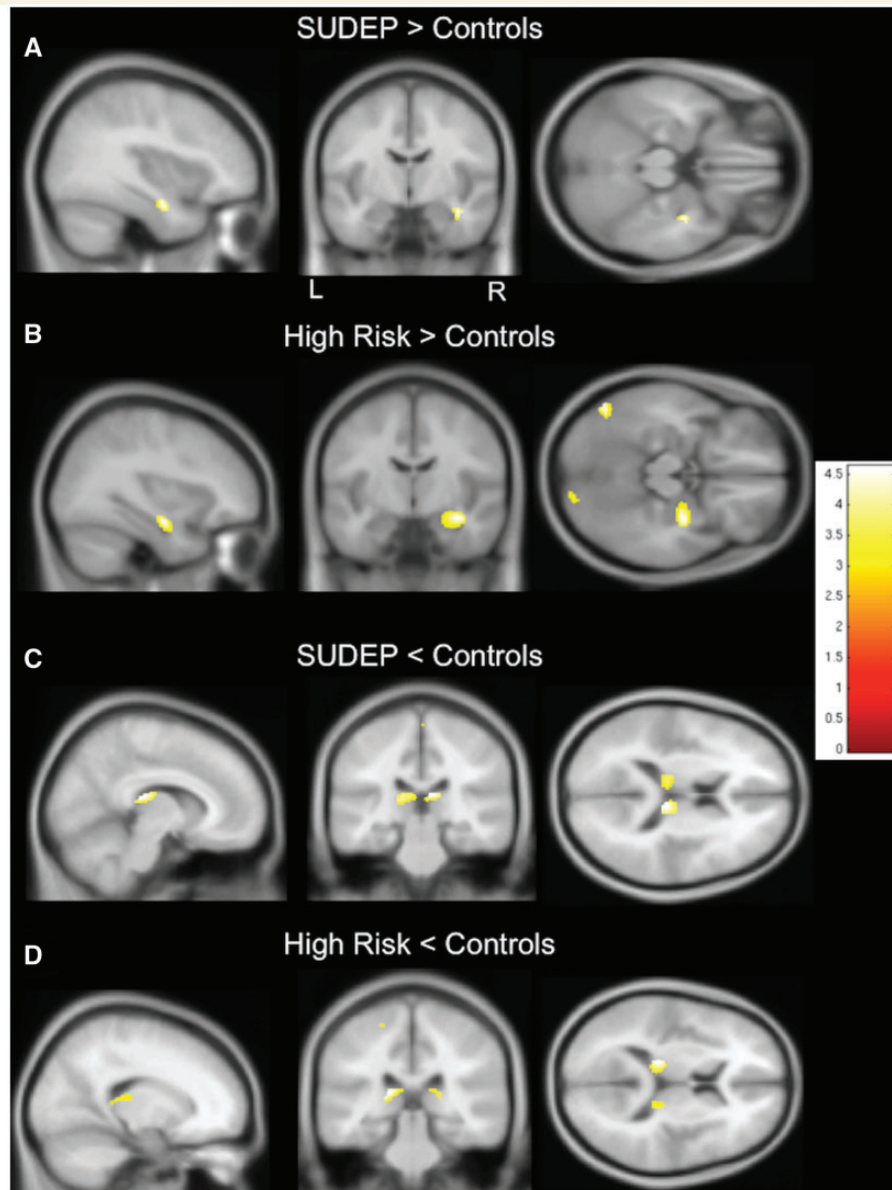 A
SUDEP > Controls
L R
B
High Risk > Controls
4.5
4
3.5
3
2.5
2
1.5
1
0.5
0
C
SUDEP < Controls
D
High Risk < Controls